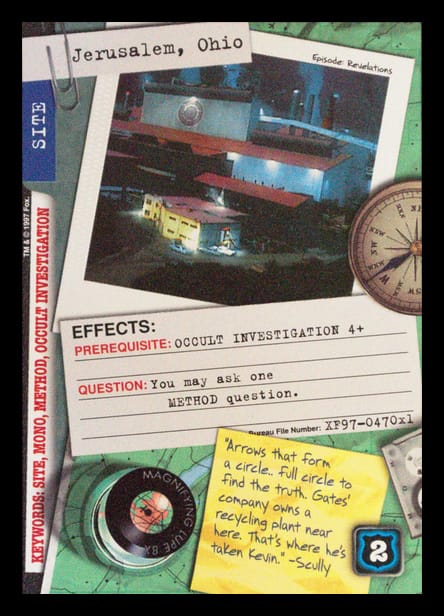 Jerusalem, Ohio
Episode: Revelations
SITE
TM & © 1997 Fox.
KEYWORDS: SITE, MONO, METHOD, OCCULT INVESTIGATION
EFFECTS:
PREREQUISITE: OCCULT INVESTIGATION 4+
QUESTION: You may ask one
METHOD question.
Bureau File Number: XF97-0470x1
MAGNIFYING LUPE 8X
"Arrows that form
a circle.. full circle to
find the truth. Gates'
company owns a
recycling plant near
here. That's where he's
taken Kevin." -Scully
2